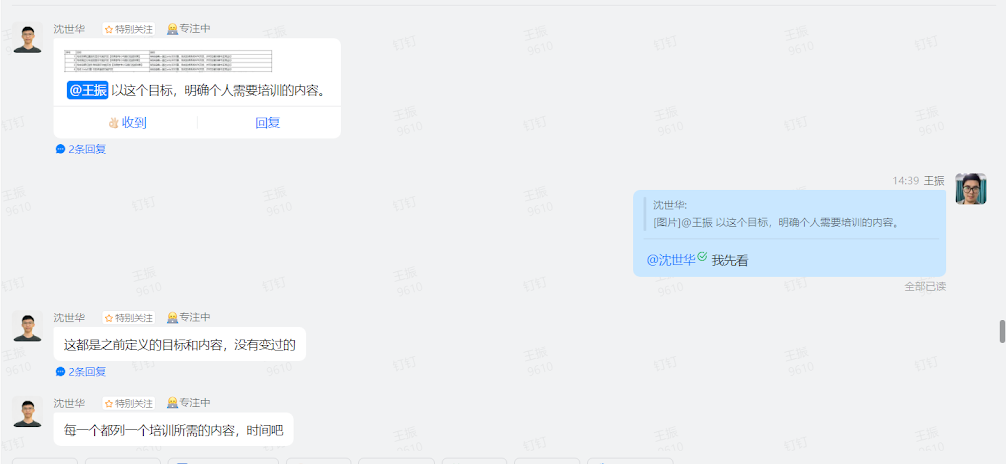 沈世华 特别关注 专注中
@王振 以这个目标，明确个人需要培训的内容。
收到 回复
2条回复
14:39 王振
沈世华:
[图片]@王振 以这个目标，明确个人需要培训的内容。
@沈世华 我先看
全部已读
沈世华 特别关注 专注中
这都是之前定义的目标和内容，没有变过的
2条回复
沈世华 特别关注 专注中
每一个都列一个培训所需的内容，时间吧
钉钉
王振
9610